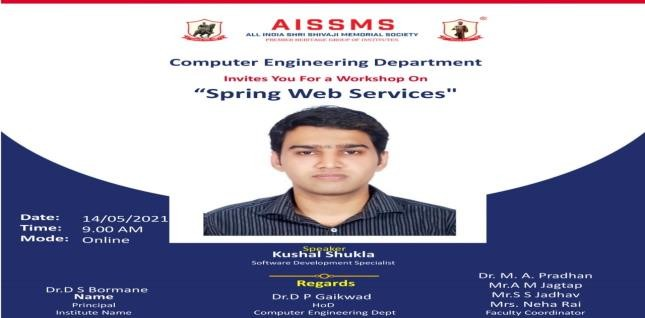 AISSMS
ALL INDIA SHRI SHIVAJI MEMORIAL SOCIETY
PREMIER HERITAGE GROUP OF INSTITUTES
®
Computer Engineering Department
Invites You For a Workshop On
“Spring Web Services"
Date: 14/05/2021
Time: 9.00 AM
Mode: Online
Speaker
Kushal Shukla
Software Development Specialist
Regards
Dr.D S Bormane
Name
Principal
Institute Name
Dr.D P Gaikwad
HoD
Computer Engineering Dept
Dr. M. A. Pradhan
Mr.A M Jagtap
Mr.S S Jadhav
Mrs. Neha Rai
Faculty Coordinator